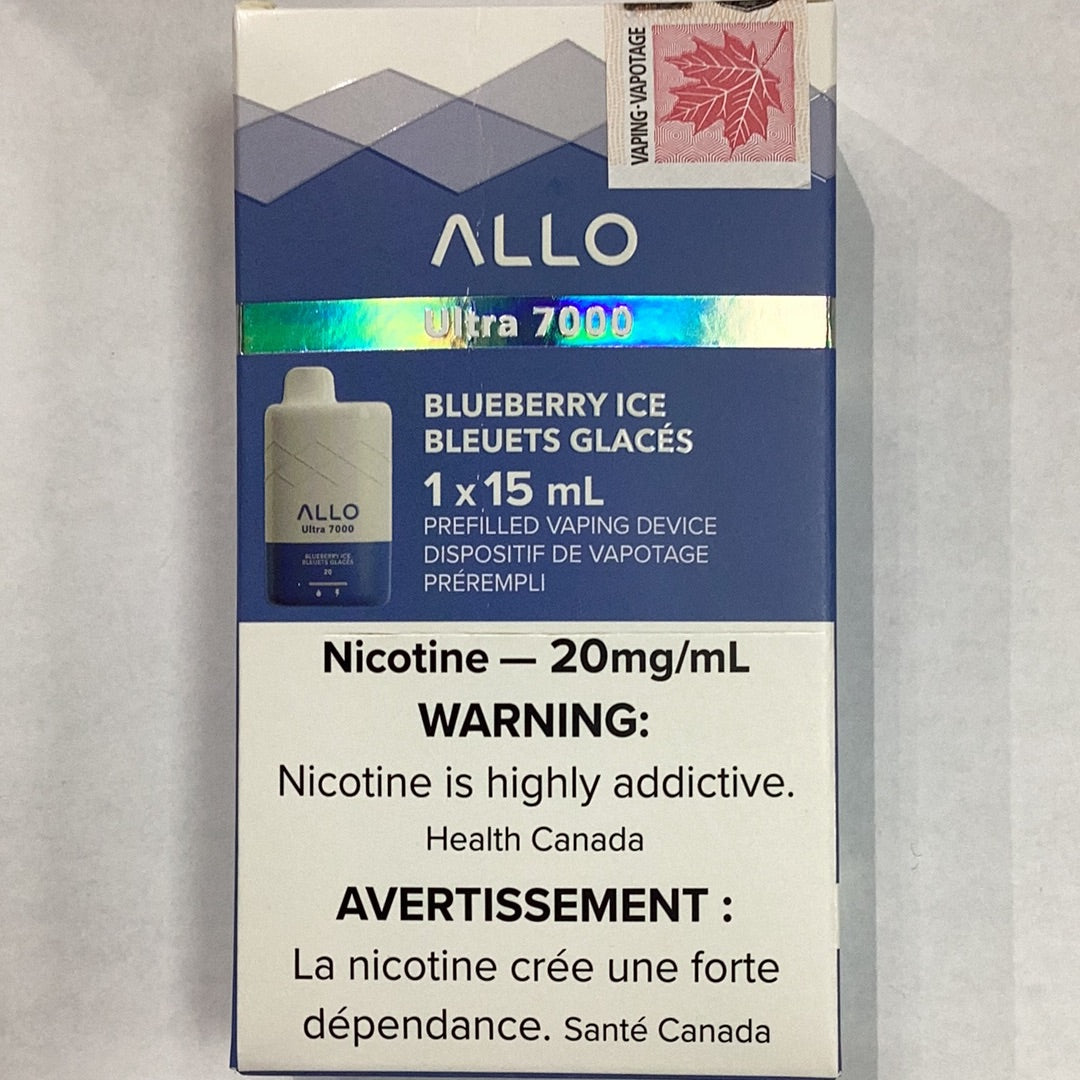 VAPING·VAPOTAGE
ALLO
Ultra 7000
BLUEBERRY ICE
BLEUETS GLACÉS
1 x 15 mL
PREFILLED VAPING DEVICE
DISPOSITIF DE VAPOTAGE
PRÉREMPLI
ALLO
Ultra 7000
BLUEBERRY ICE
BLEUETS GLACÉS
20
Nicotine — 20mg/mL
WARNING:
Nicotine is highly addictive.
Health Canada
AVERTISSEMENT :
La nicotine crée une forte
dépendance. Santé Canada